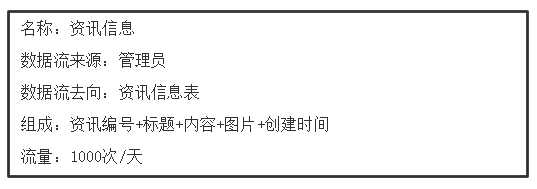 名称：资讯信息
数据流来源：管理员
数据流去向：资讯信息表
组成：资讯编号+标题+内容+图片+创建时间
流量：1000次/天